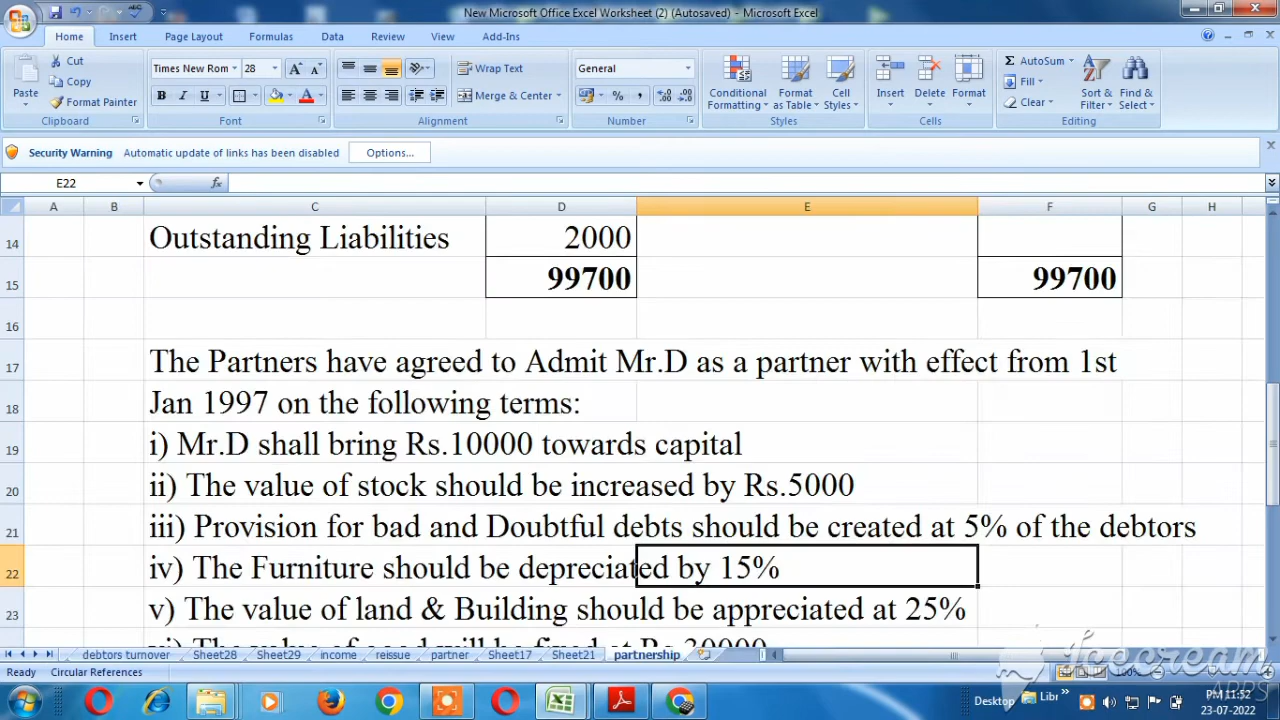 New Microsoft Office Excel Worksheet (2) (Autosaved) - Microsoft Excel
Home Insert Page Layout Formulas Data Review View Add-Ins
Paste Cut Copy Format Painter Clipboard
Times New Rom 28 B I U A Font
Wrap Text Merge & Center Alignment
General % , Number
Conditional Formatting Format as Table Cell Styles Styles
Insert Delete Format Cells
AutoSum Fill Clear Sort & Filter Find & Select Editing
Security Warning Automatic update of links has been disabled Options...
E22 fx
A B C D E F G H
14 Outstanding Liabilities 2000
15 99700 99700
16
17 The Partners have agreed to Admit Mr.D as a partner with effect from 1st
18 Jan 1997 on the following terms:
19 i) Mr.D shall bring Rs.10000 towards capital
20 ii) The value of stock should be increased by Rs.5000
21 iii) Provision for bad and Doubtful debts should be created at 5% of the debtors
22 iv) The Furniture should be depreciated by 15%
23 v) The value of land & Building should be appreciated at 25%
debtors turnover Sheet28 Sheet29 income reissue partner Sheet17 Sheet21 partnership
Ready Circular References 100%
Icecream APPS
Desktop Libr » PM 11:52
23-07-2022